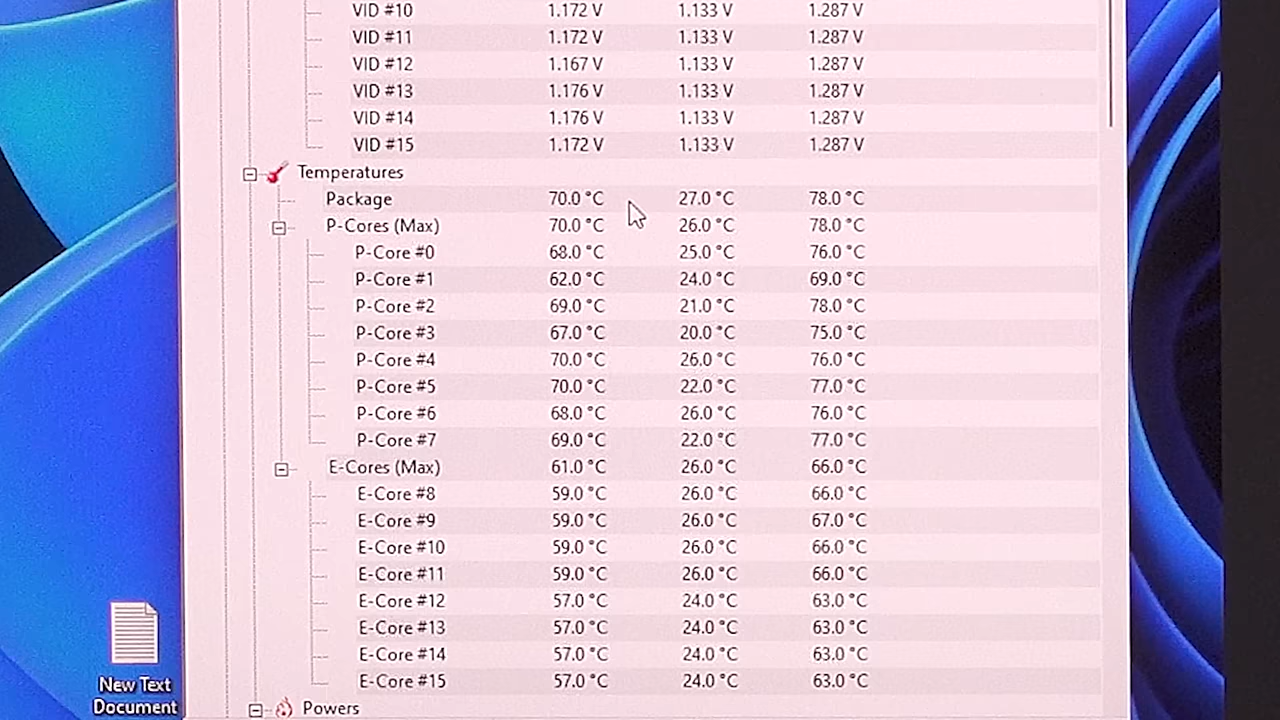 VID #10 1.172 V 1.133 V 1.287 V
VID #11 1.172 V 1.133 V 1.287 V
VID #12 1.167 V 1.133 V 1.287 V
VID #13 1.176 V 1.133 V 1.287 V
VID #14 1.176 V 1.133 V 1.287 V
VID #15 1.172 V 1.133 V 1.287 V
Temperatures
Package 70.0 °C 27.0 °C 78.0 °C
P-Cores (Max) 70.0 °C 26.0 °C 78.0 °C
P-Core #0 68.0 °C 25.0 °C 76.0 °C
P-Core #1 62.0 °C 24.0 °C 69.0 °C
P-Core #2 69.0 °C 21.0 °C 78.0 °C
P-Core #3 67.0 °C 20.0 °C 75.0 °C
P-Core #4 70.0 °C 26.0 °C 76.0 °C
P-Core #5 70.0 °C 22.0 °C 77.0 °C
P-Core #6 68.0 °C 26.0 °C 76.0 °C
P-Core #7 69.0 °C 22.0 °C 77.0 °C
E-Cores (Max) 61.0 °C 26.0 °C 66.0 °C
E-Core #8 59.0 °C 26.0 °C 66.0 °C
E-Core #9 59.0 °C 26.0 °C 67.0 °C
E-Core #10 59.0 °C 26.0 °C 66.0 °C
E-Core #11 59.0 °C 26.0 °C 66.0 °C
E-Core #12 57.0 °C 24.0 °C 63.0 °C
E-Core #13 57.0 °C 24.0 °C 63.0 °C
E-Core #14 57.0 °C 24.0 °C 63.0 °C
E-Core #15 57.0 °C 24.0 °C 63.0 °C
Powers
New Text
Document